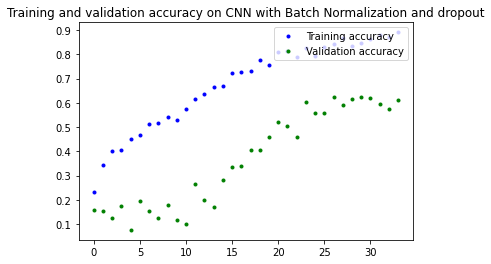 Training and validation accuracy on CNN with Batch Normalization and dropout
Training accuracy
Validation accuracy
0.9
0.8
0.7
0.6
0.5
0.4
0.3
0.2
0.1
0 5 10 15 20 25 30